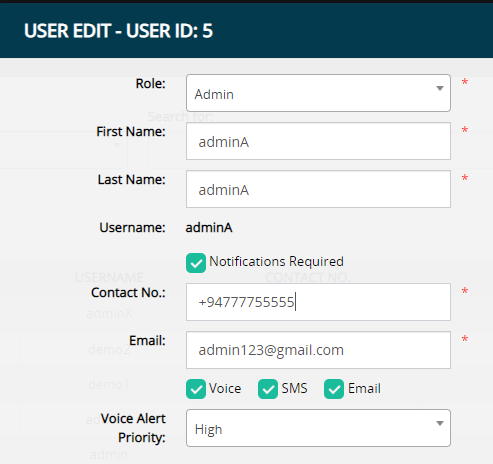 USER EDIT - USER ID: 5
Role: Admin *
Search for:
First Name: adminA *
Last Name: adminA *
Username: adminA
Notifications Required
USERNAME CONTACT NO.
Contact No.: +94777755555 *
adminX
Email: admin123@gmail.com *
demo2
demo1
Voice SMS Email
Voice Alert
Priority: High
admin